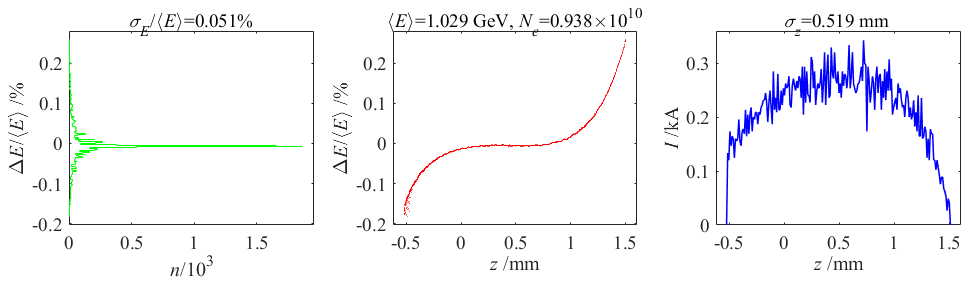 σ_E/⟨E⟩=0.051%
0.2
0.1
0
-0.1
-0.2
ΔE/⟨E⟩ /%
0 0.5 1 1.5
n/10^3
⟨E⟩=1.029 GeV, N_e=0.938×10^10
0.2
0.1
0
-0.1
-0.2
ΔE/⟨E⟩ /%
-0.5 0 0.5 1 1.5
z /mm
σ_z=0.519 mm
0.3
0.2
0.1
0
I /kA
-0.5 0 0.5 1 1.5
z /mm